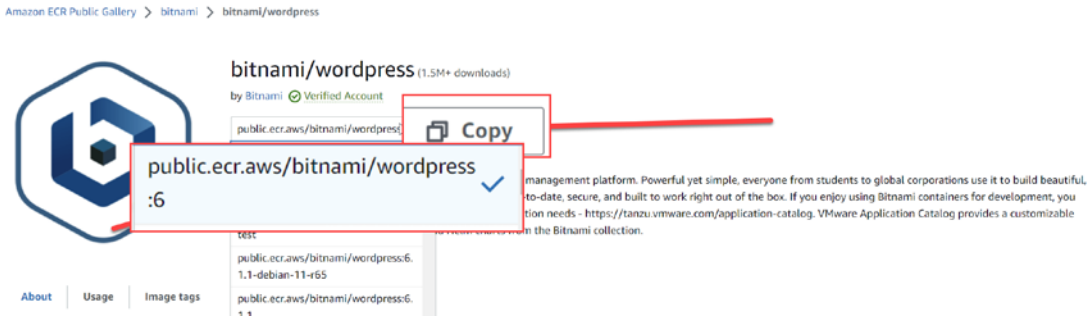 Amazon ECR Public Gallery > bitnami > bitnami/wordpress
bitnami/wordpress (1.5M+ downloads)
by Bitnami Verified Account
public.ecr.aws/bitnami/wordpress
Copy
public.ecr.aws/bitnami/wordpress
:6
management platform. Powerful yet simple, everyone from students to global corporations use it to build beautiful,
-to-date, secure, and built to work right out of the box. If you enjoy using Bitnami containers for development, you
tion needs - https://tanzu.vmware.com/application-catalog. VMware Application Catalog provides a customizable
from the Bitnami collection.
test
public.ecr.aws/bitnami/wordpress:6.
1.1-debian-11-r65
public.ecr.aws/bitnami/wordpress:6.
1.1
About
Usage
Image tags